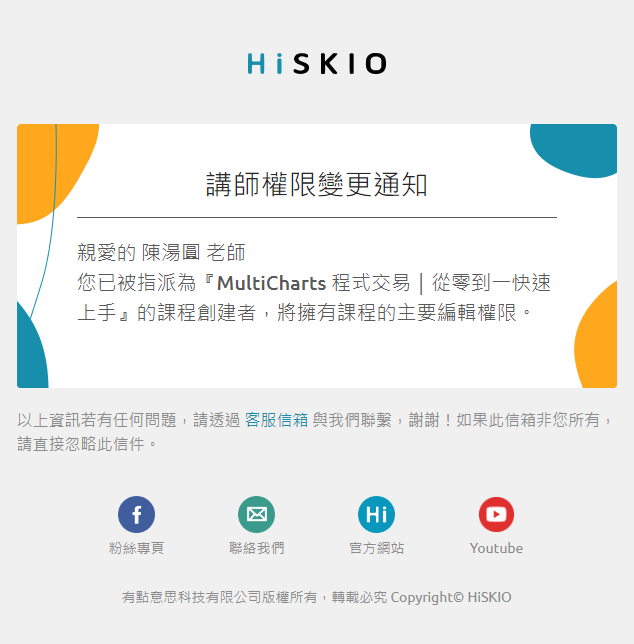 HiSKIO
講師權限變更通知
親愛的 陳湯圓 老師
您已被指派為『MultiCharts 程式交易│從零到一快速
上手』的課程創建者，將擁有課程的主要編輯權限。
以上資訊若有任何問題，請透過 客服信箱 與我們聯繫，謝謝！如果此信箱非您所有，
請直接忽略此信件。
Hi
粉絲專頁 聯絡我們 官方網站 Youtube
有點意思科技有限公司版權所有，轉載必究 Copyright© HiSKIO